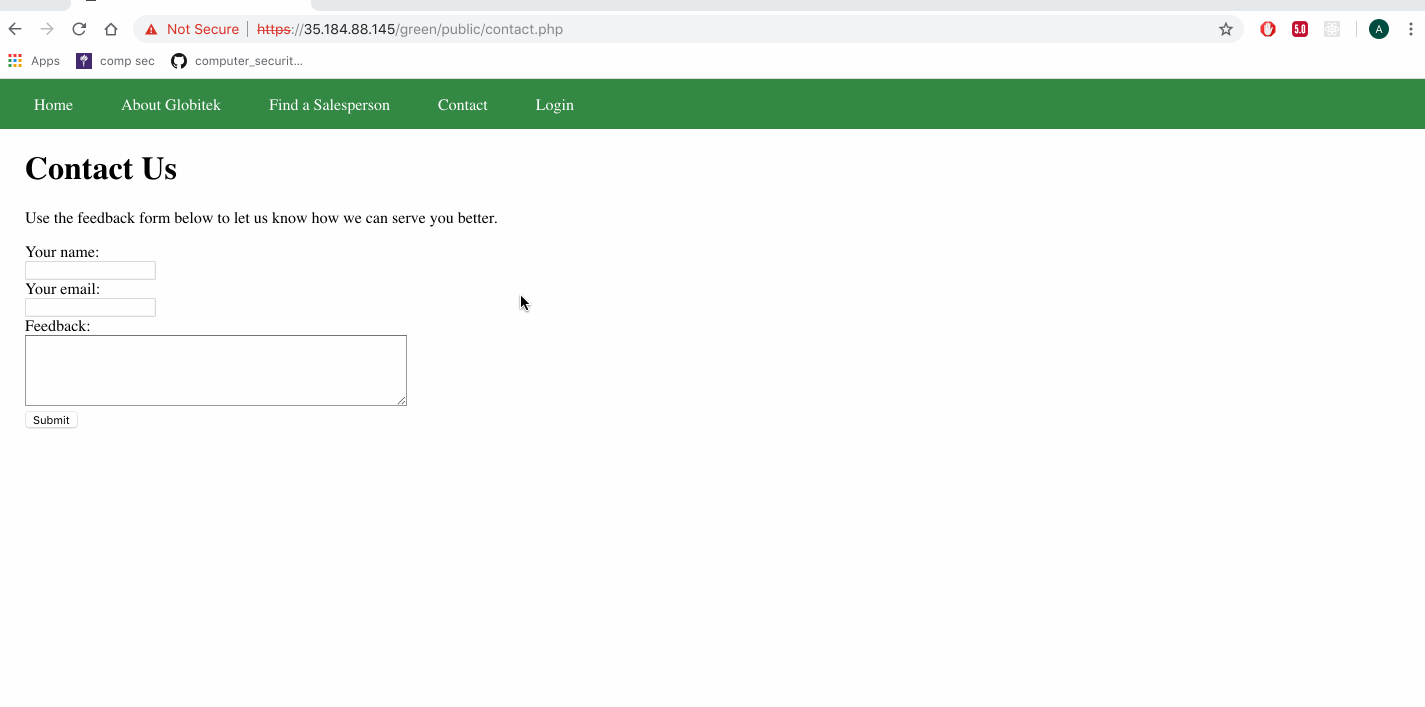 Not Secure https://35.184.88.145/green/public/contact.php 5.0 A
Apps comp sec computer_securit...
Home About Globitek Find a Salesperson Contact Login
Contact Us
Use the feedback form below to let us know how we can serve you better.
Your name:
Your email:
Feedback:
Submit